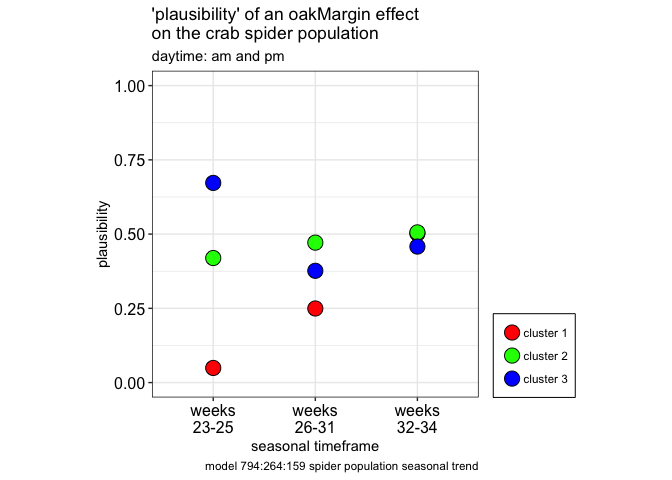 'plausibility' of an oakMargin effect
on the crab spider population
daytime: am and pm
1.00
0.75
0.50
0.25
0.00
plausibility
weeks
23-25
weeks
26-31
weeks
32-34
seasonal timeframe
cluster 1
cluster 2
cluster 3
model 794:264:159 spider population seasonal trend